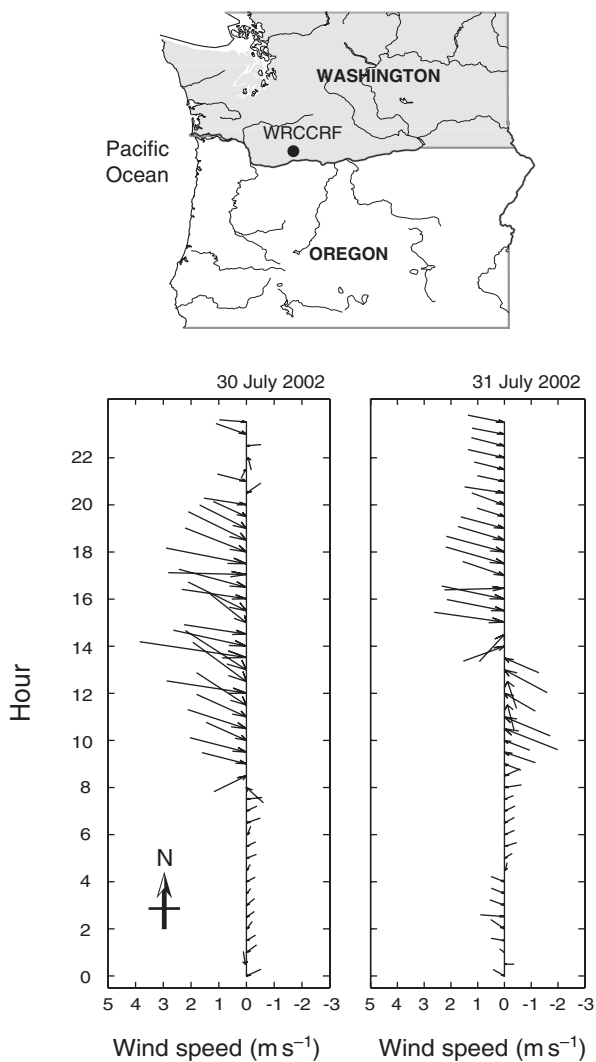 WASHINGTON
WRCCRF
Pacific
Ocean
OREGON
30 July 2002
31 July 2002
Hour
22
20
18
16
14
12
10
8
6
4
2
0
N
5 4 3 2 1 0 -1 -2 -3
5 4 3 2 1 0 -1 -2 -3
Wind speed (m s⁻¹)
Wind speed (m s⁻¹)